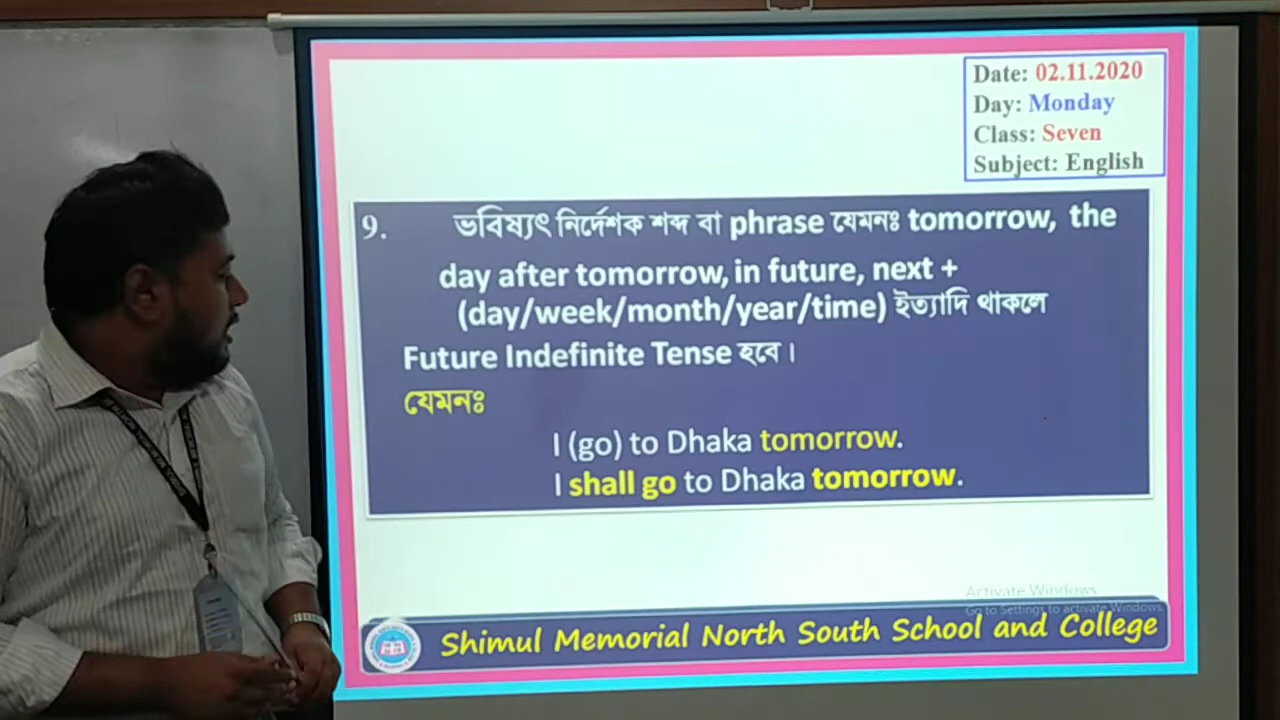 Date: 02.11.2020
Day: Monday
Class: Seven
Subject: English
9. ভবিষ্যৎ নির্দেশক শব্দ বা phrase যেমনঃ tomorrow, the
day after tomorrow, in future, next +
(day/week/month/year/time) ইত্যাদি থাকলে
Future Indefinite Tense হবে।
যেমনঃ
I (go) to Dhaka tomorrow.
I shall go to Dhaka tomorrow.
Activate Windows
Go to Settings to activate Windows.
Shimul Memorial North South School and College